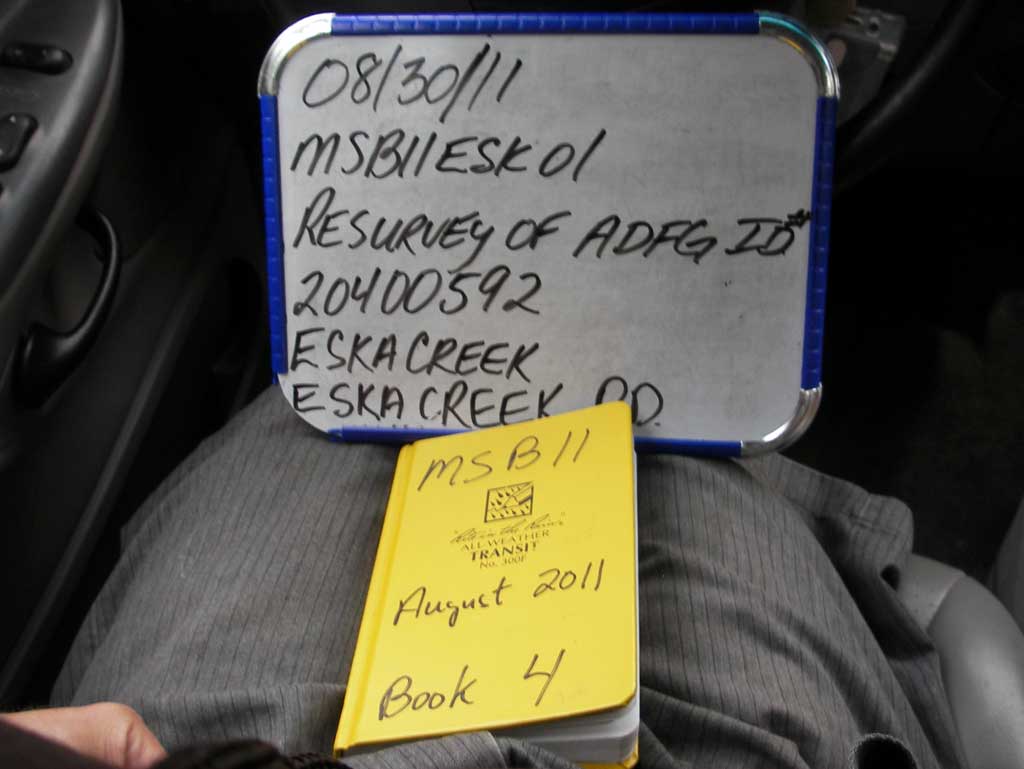 08/30/11
MSB11ESK01
RESURVEY OF ADFG ID#
20400592
ESKA CREEK
ESKA CREEK RD.
MSB11
"Rite in the Rain"
ALL-WEATHER
TRANSIT
No. 300F
August 2011
Book 4